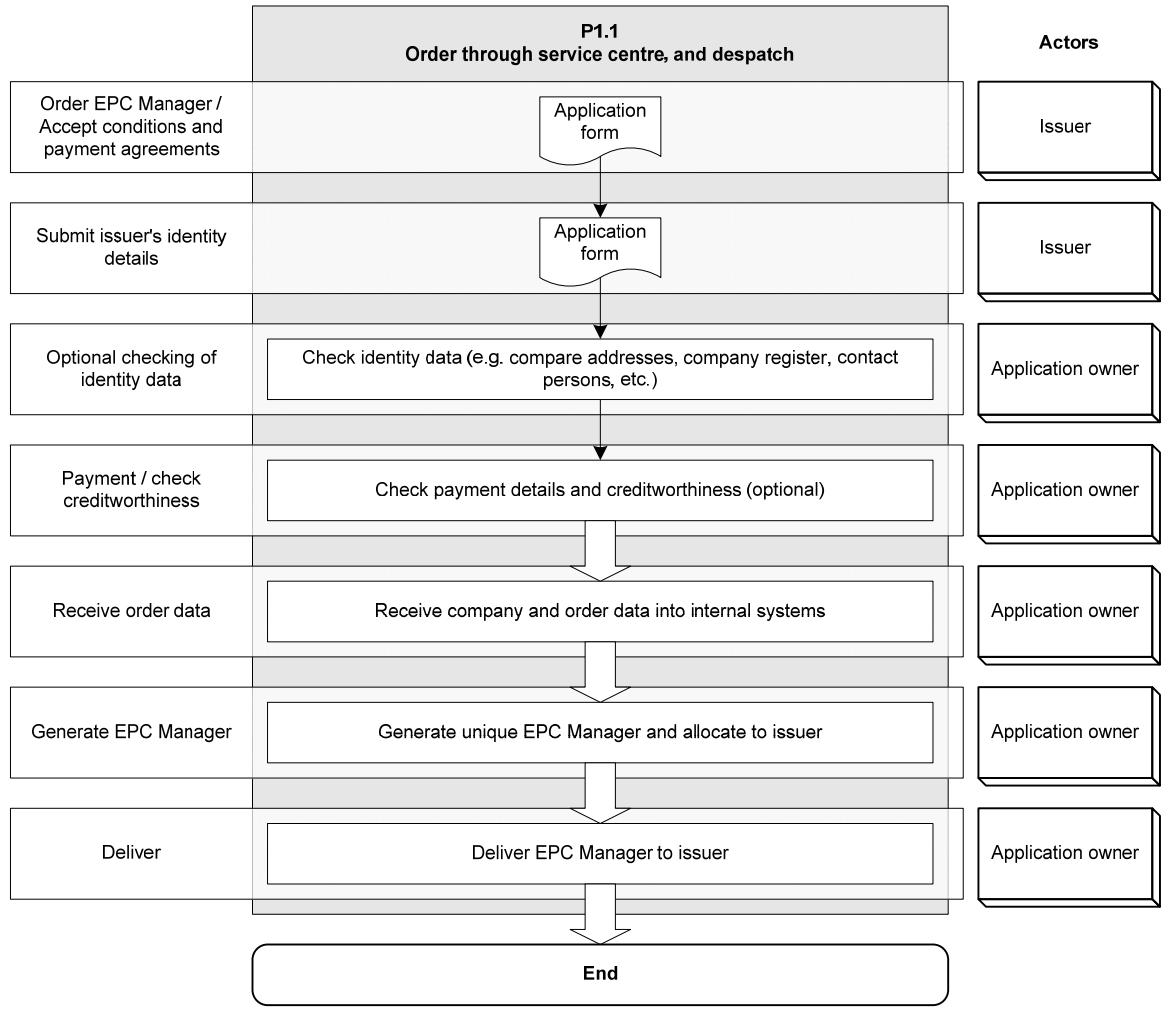 P1.1
Order through service centre, and despatch
Actors
Order EPC Manager /
Accept conditions and
payment agreements
Application
form
Issuer
Submit issuer's identity
details
Application
form
Issuer
Optional checking of
identity data
Check identity data (e.g. compare addresses, company register, contact
persons, etc.)
Application owner
Payment / check
creditworthiness
Check payment details and creditworthiness (optional)
Application owner
Receive order data
Receive company and order data into internal systems
Application owner
Generate EPC Manager
Generate unique EPC Manager and allocate to issuer
Application owner
Deliver
Deliver EPC Manager to issuer
Application owner
End